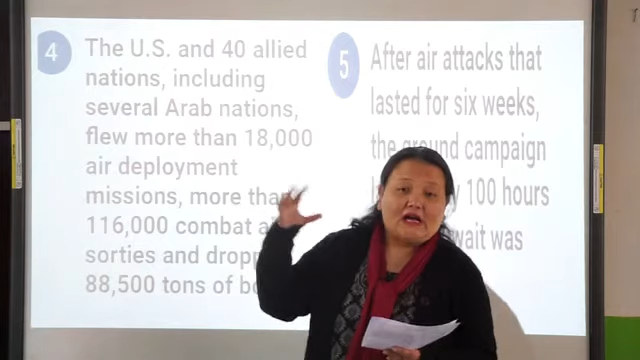 4
The U.S. and 40 allied
nations, including
several Arab nations,
flew more than 18,000
air deployment
missions, more than
116,000 combat
sorties and
88,500 tons of
5
After air attacks that
lasted for six weeks,
the ground campaign
100 hours
was